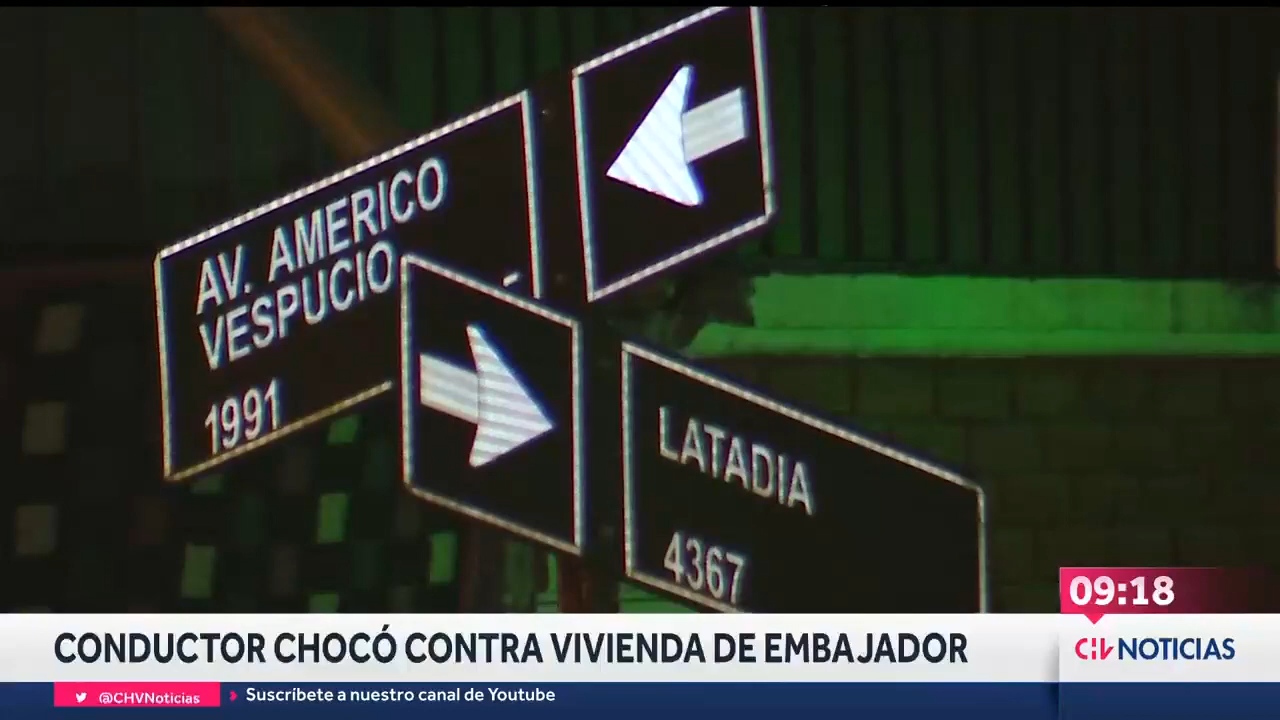 AV. AMERICO
VESPUCIO
1991
LATADIA
4367
09:18
CONDUCTOR CHOCÓ CONTRA VIVIENDA DE EMBAJADOR
CHV NOTICIAS
@CHVNoticias
Suscríbete a nuestro canal de Youtube